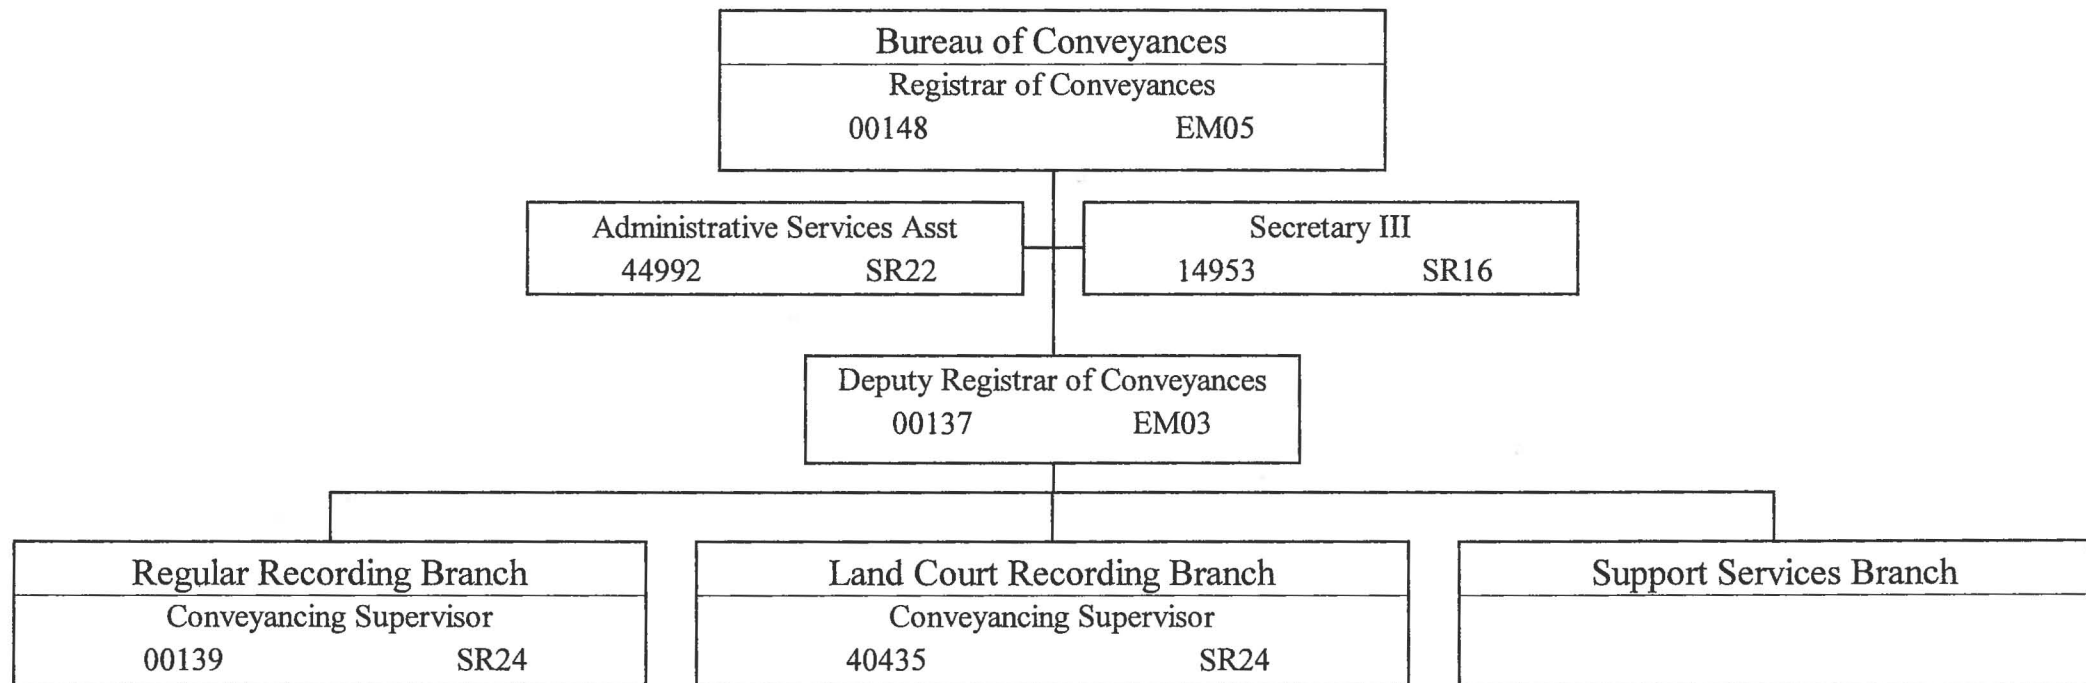 Bureau of Conveyances
Registrar of Conveyances
00148 EM05
Administrative Services Asst
44992 SR22
Secretary III
14953 SR16
Deputy Registrar of Conveyances
00137 EM03
Regular Recording Branch
Conveyancing Supervisor
00139 SR24
Land Court Recording Branch
Conveyancing Supervisor
40435 SR24
Support Services Branch